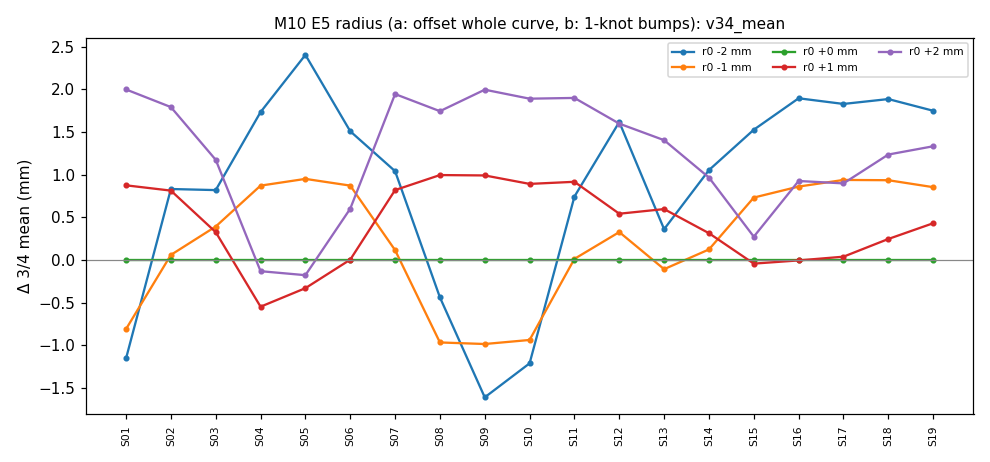 M10 E5 radius (a: offset whole curve, b: 1-knot bumps): v34_mean
r0 -2 mm r0 +0 mm r0 +2 mm
r0 -1 mm r0 +1 mm
Δ 3/4 mean (mm)
2.5
2.0
1.5
1.0
0.5
0.0
−0.5
−1.0
−1.5
S01 S02 S03 S04 S05 S06 S07 S08 S09 S10 S11 S12 S13 S14 S15 S16 S17 S18 S19